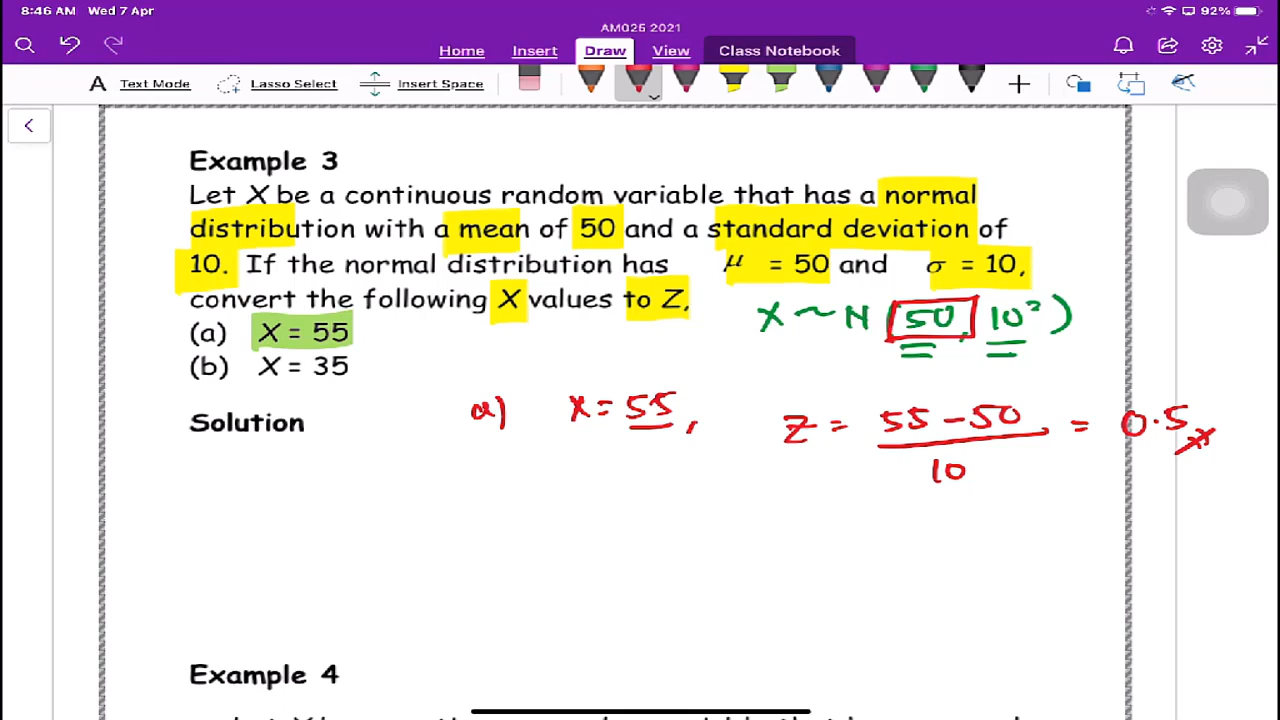 8:46 AM Wed 7 Apr
92%
AM025 2021
Home Insert Draw View Class Notebook
A Text Mode Lasso Select Insert Space
Example 3
Let X be a continuous random variable that has a normal
distribution with a mean of 50 and a standard deviation of
10. If the normal distribution has μ = 50 and σ = 10,
convert the following X values to Z,
X ~ N (50, 10²)
(a) X = 55
(b) X = 35
Solution
a) X = 55, Z = 55 - 50 / 10 = 0.5
Example 4